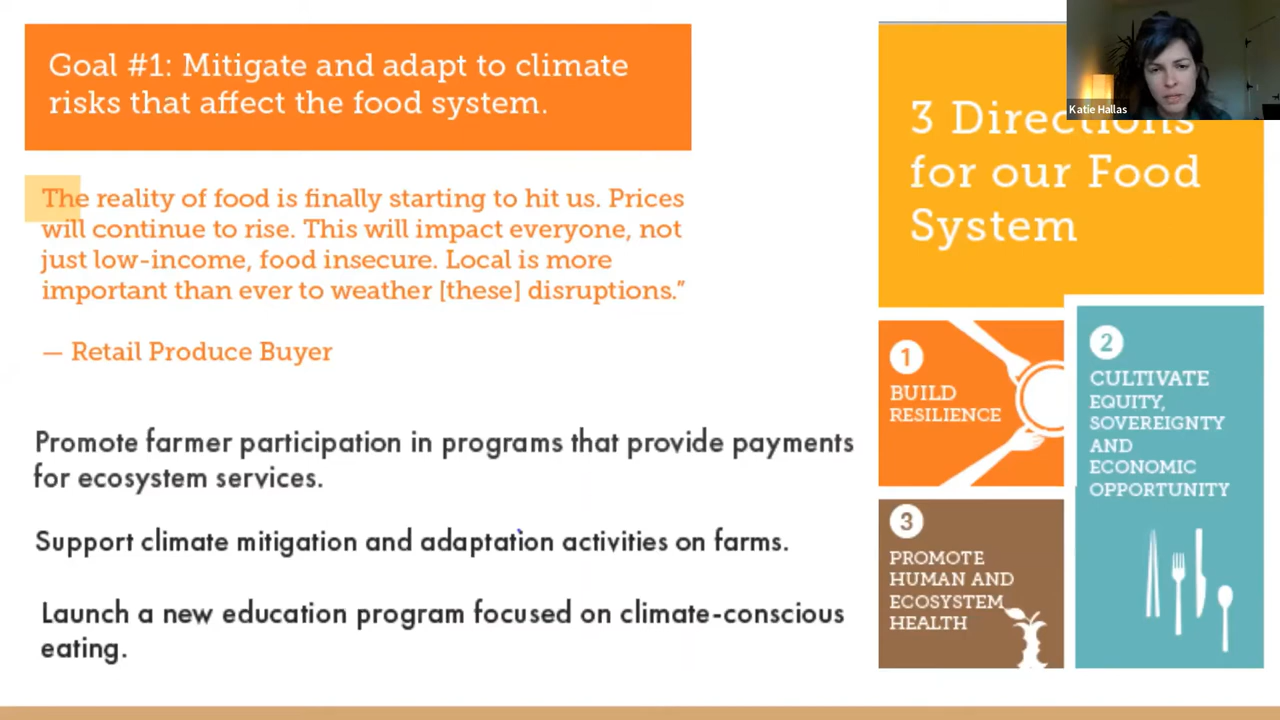 Goal #1: Mitigate and adapt to climate
risks that affect the food system.
The reality of food is finally starting to hit us. Prices
will continue to rise. This will impact everyone, not
just low-income, food insecure. Local is more
important than ever to weather [these] disruptions.”
— Retail Produce Buyer
Promote farmer participation in programs that provide payments
for ecosystem services.
Support climate mitigation and adaptation activities on farms.
Launch a new education program focused on climate-conscious
eating.
Katie Hallas
3 Directions
for our Food
System
1
BUILD
RESILIENCE
2
CULTIVATE
EQUITY,
SOVEREIGNTY
AND
ECONOMIC
OPPORTUNITY
3
PROMOTE
HUMAN AND
ECOSYSTEM
HEALTH